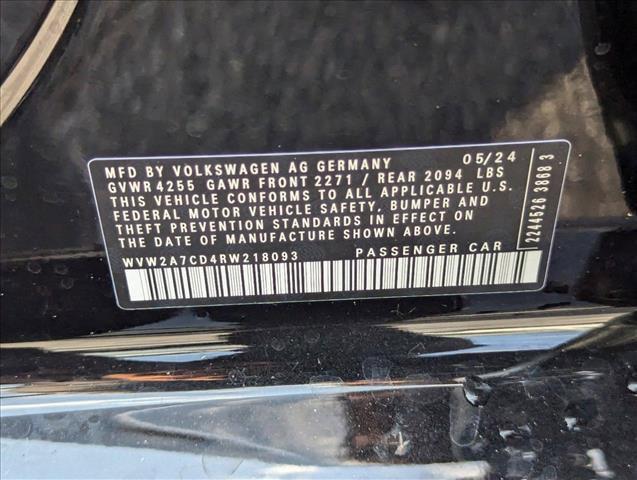 MFD BY VOLKSWAGEN AG GERMANY 05/24
GVWR 4255 GAWR FRONT 2271 / REAR 2094 LBS
THIS VEHICLE CONFORMS TO ALL APPLICABLE U.S.
FEDERAL MOTOR VEHICLE SAFETY, BUMPER AND
THEFT PREVENTION STANDARDS IN EFFECT ON
THE DATE OF MANUFACTURE SHOWN ABOVE.
WVW2A7CD4RW218093 PASSENGER CAR
2244526 3868 3